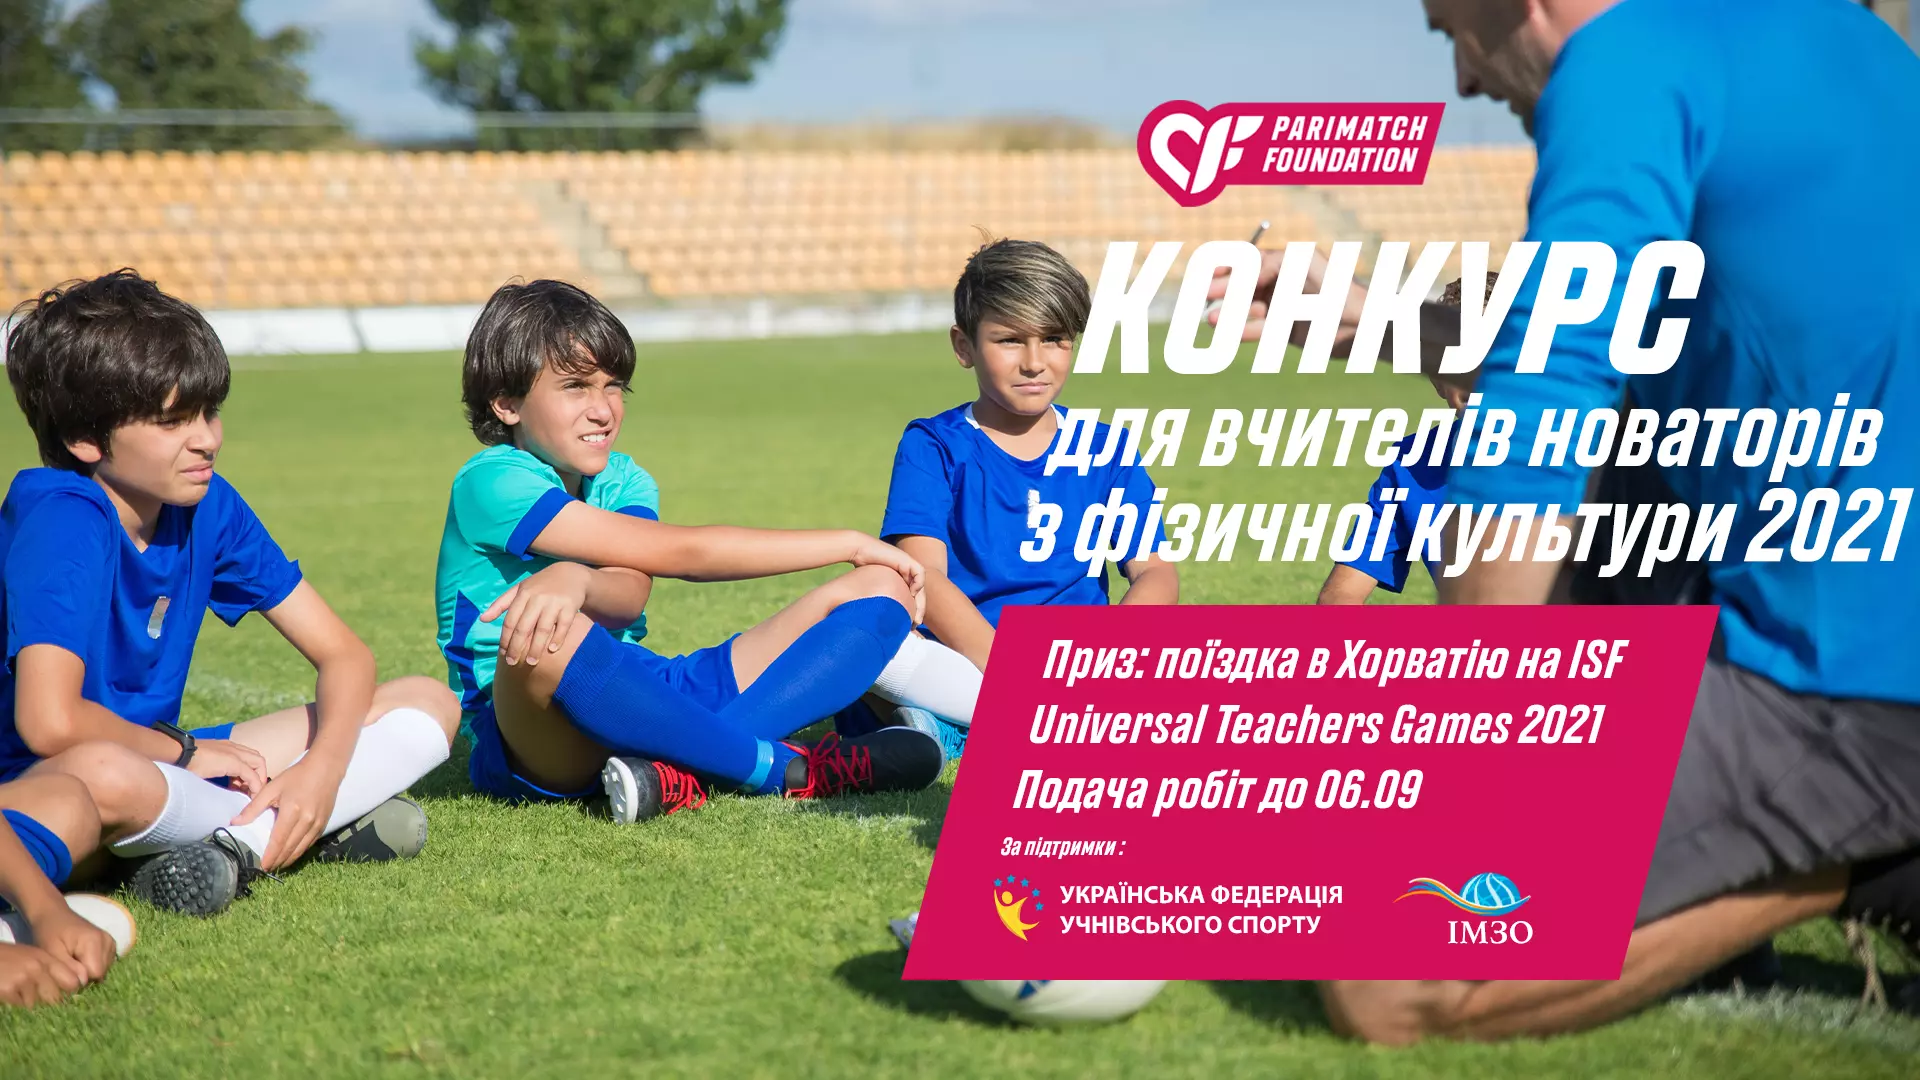 PARIMATCH
FOUNDATION
КОНКУРС
для вчителів новаторів
з фізичної культури 2021
Приз: поїздка в Хорватію на ISF
Universal Teachers Games 2021
Подача робіт до 06.09
За підтримки :
УКРАЇНСЬКА ФЕДЕРАЦІЯ
УЧНІВСЬКОГО СПОРТУ
ІМЗО